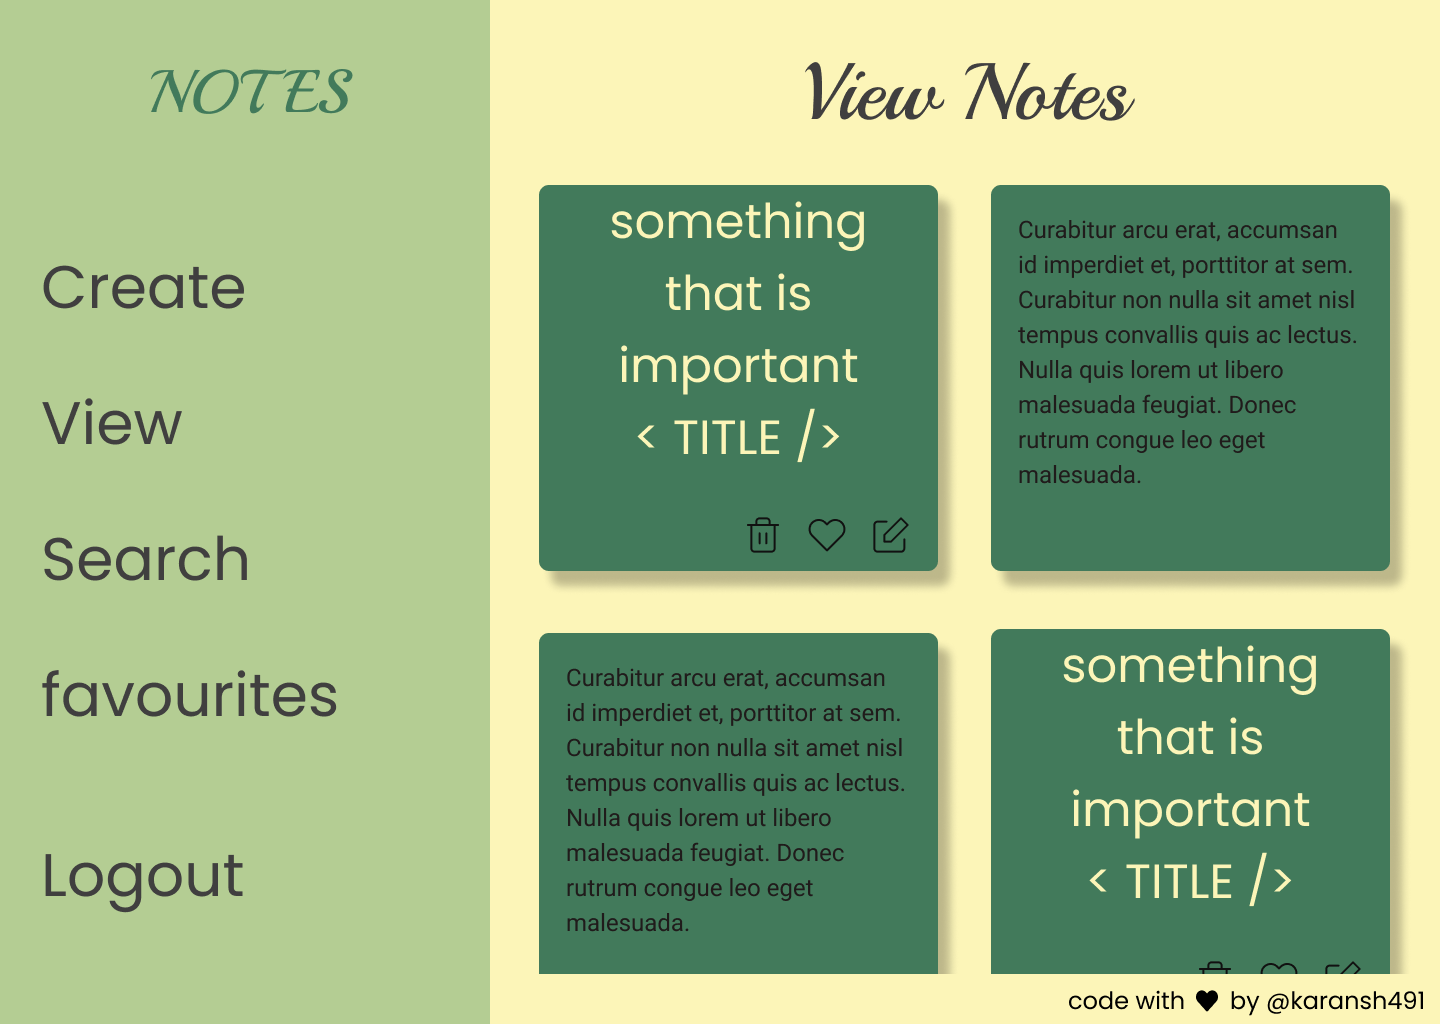 NOTES
Create
View
Search
favourites
Logout
View Notes
something
that is
important
< TITLE />
Curabitur arcu erat, accumsan
id imperdiet et, porttitor at sem.
Curabitur non nulla sit amet nisl
tempus convallis quis ac lectus.
Nulla quis lorem ut libero
malesuada feugiat. Donec
rutrum congue leo eget
malesuada.
Curabitur arcu erat, accumsan
id imperdiet et, porttitor at sem.
Curabitur non nulla sit amet nisl
tempus convallis quis ac lectus.
Nulla quis lorem ut libero
malesuada feugiat. Donec
rutrum congue leo eget
malesuada.
something
that is
important
< TITLE />
code with ♥ by @karansh491